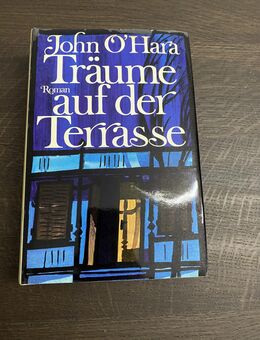 John O'Hara
Träume
Roman
auf der
Terrasse